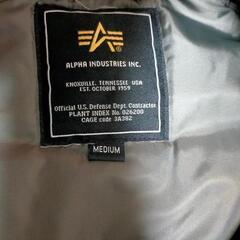 ALPHA INDUSTRIES INC.
KNOXVILLE, TENNESSEE USA
EST. OCTOBER 1959
Official U.S. Defense Dept. Contractor
PLANT INDEX No. 026200
CAGE code 3A382
MEDIUM